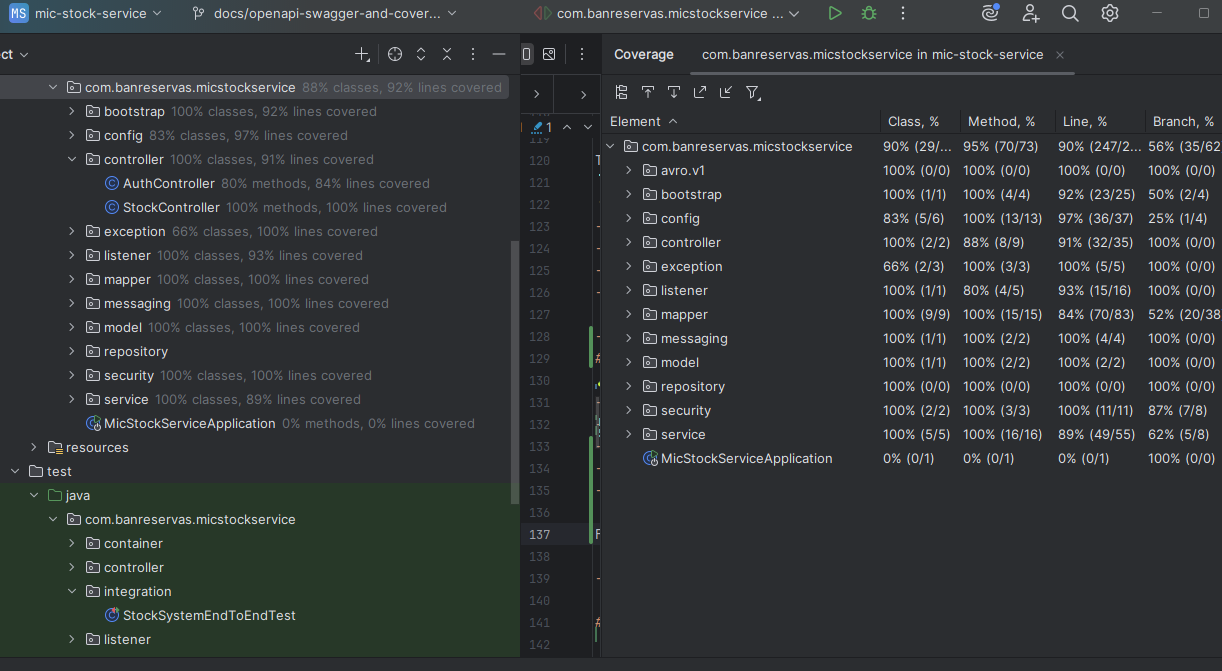 MS mic-stock-service docs/openapi-swagger-and-cover... com.banreservas.micstockservice ...
ct
com.banreservas.micstockservice 88% classes, 92% lines covered
bootstrap 100% classes, 92% lines covered
config 83% classes, 97% lines covered
controller 100% classes, 91% lines covered
AuthController 80% methods, 84% lines covered
StockController 100% methods, 100% lines covered
exception 66% classes, 100% lines covered
listener 100% classes, 93% lines covered
mapper 100% classes, 100% lines covered
messaging 100% classes, 100% lines covered
model 100% classes, 100% lines covered
repository
security 100% classes, 100% lines covered
service 100% classes, 89% lines covered
MicStockServiceApplication 0% methods, 0% lines covered
resources
test
java
com.banreservas.micstockservice
container
controller
integration
StockSystemEndToEndTest
listener
1
119
120
121
122
123
124
125
126
127
128
129
130
131
132
133
134
135
136
137
138
139
140
141
142
Coverage com.banreservas.micstockservice in mic-stock-service
Element Class, % Method, % Line, % Branch, %
com.banreservas.micstockservice 90% (29/... 95% (70/73) 90% (247/2... 56% (35/62
avro.v1 100% (0/0) 100% (0/0) 100% (0/0) 100% (0/0)
bootstrap 100% (1/1) 100% (4/4) 92% (23/25) 50% (2/4)
config 83% (5/6) 100% (13/13) 97% (36/37) 25% (1/4)
controller 100% (2/2) 88% (8/9) 91% (32/35) 100% (0/0)
exception 66% (2/3) 100% (3/3) 100% (5/5) 100% (0/0)
listener 100% (1/1) 80% (4/5) 93% (15/16) 100% (0/0)
mapper 100% (9/9) 100% (15/15) 84% (70/83) 52% (20/38
messaging 100% (1/1) 100% (2/2) 100% (4/4) 100% (0/0)
model 100% (1/1) 100% (2/2) 100% (2/2) 100% (0/0)
repository 100% (0/0) 100% (0/0) 100% (0/0) 100% (0/0)
security 100% (2/2) 100% (3/3) 100% (11/11) 87% (7/8)
service 100% (5/5) 100% (16/16) 89% (49/55) 62% (5/8)
MicStockServiceApplication 0% (0/1) 0% (0/1) 0% (0/1) 100% (0/0)